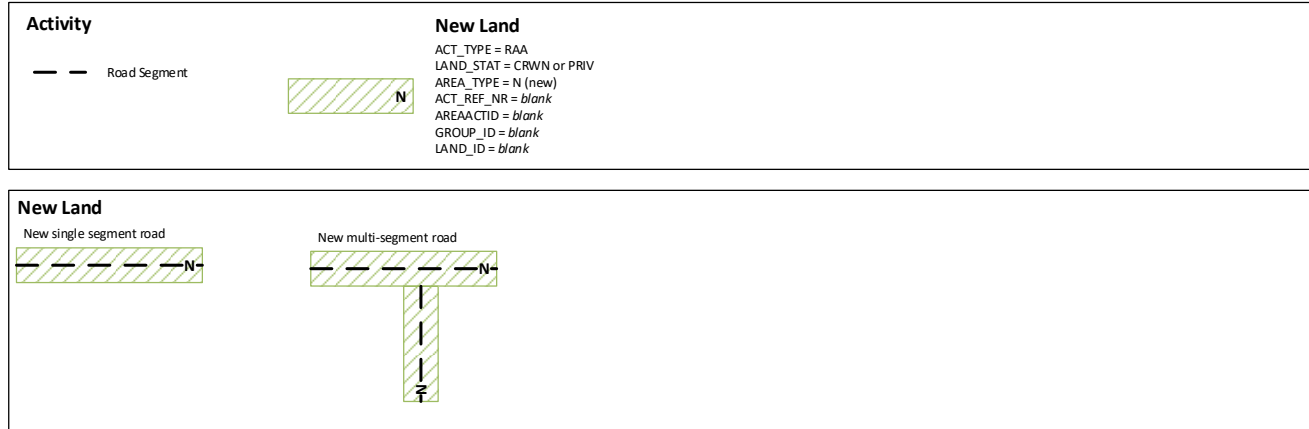 Activity
Road Segment
N
New Land
ACT_TYPE = RAA
LAND_STAT = CRWN or PRIV
AREA_TYPE = N (new)
ACT_REF_NR = blank
AREAACTID = blank
GROUP_ID = blank
LAND_ID = blank
New Land
New single segment road
N
New multi-segment road
N
N